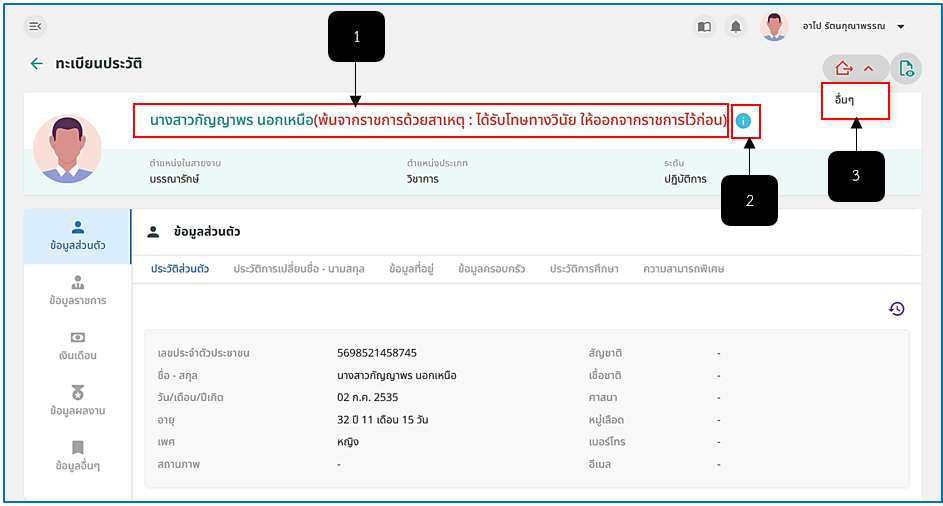 1
อาโป รัตนกุณาพรรณ
ทะเบียนประวัติ
อื่นๆ
นางสาวกัญญาพร นอกเหนือ(พ้นจากราชการด้วยสาเหตุ : ได้รับโทษทางวินัย ให้ออกจากราชการไว้ก่อน)
3
2
ตำแหน่งในสายงาน ตำแหน่งประเภท ระดับ
บรรณารักษ์ วิชาการ ปฏิบัติการ
ข้อมูลส่วนตัว
ข้อมูลราชการ
เงินเดือน
ข้อมูลผลงาน
ข้อมูลอื่นๆ
ข้อมูลส่วนตัว
ประวัติส่วนตัว ประวัติการเปลี่ยนชื่อ - นามสกุล ข้อมูลที่อยู่ ข้อมูลครอบครัว ประวัติการศึกษา ความสามารถพิเศษ
เลขประจำตัวประชาชน 5698521458745 สัญชาติ -
ชื่อ - สกุล นางสาวกัญญาพร นอกเหนือ เชื้อชาติ -
วัน/เดือน/ปีเกิด 02 ก.ค. 2535 ศาสนา -
อายุ 32 ปี 11 เดือน 15 วัน หมู่เลือด -
เพศ หญิง เบอร์โทร -
สถานภาพ - อีเมล -